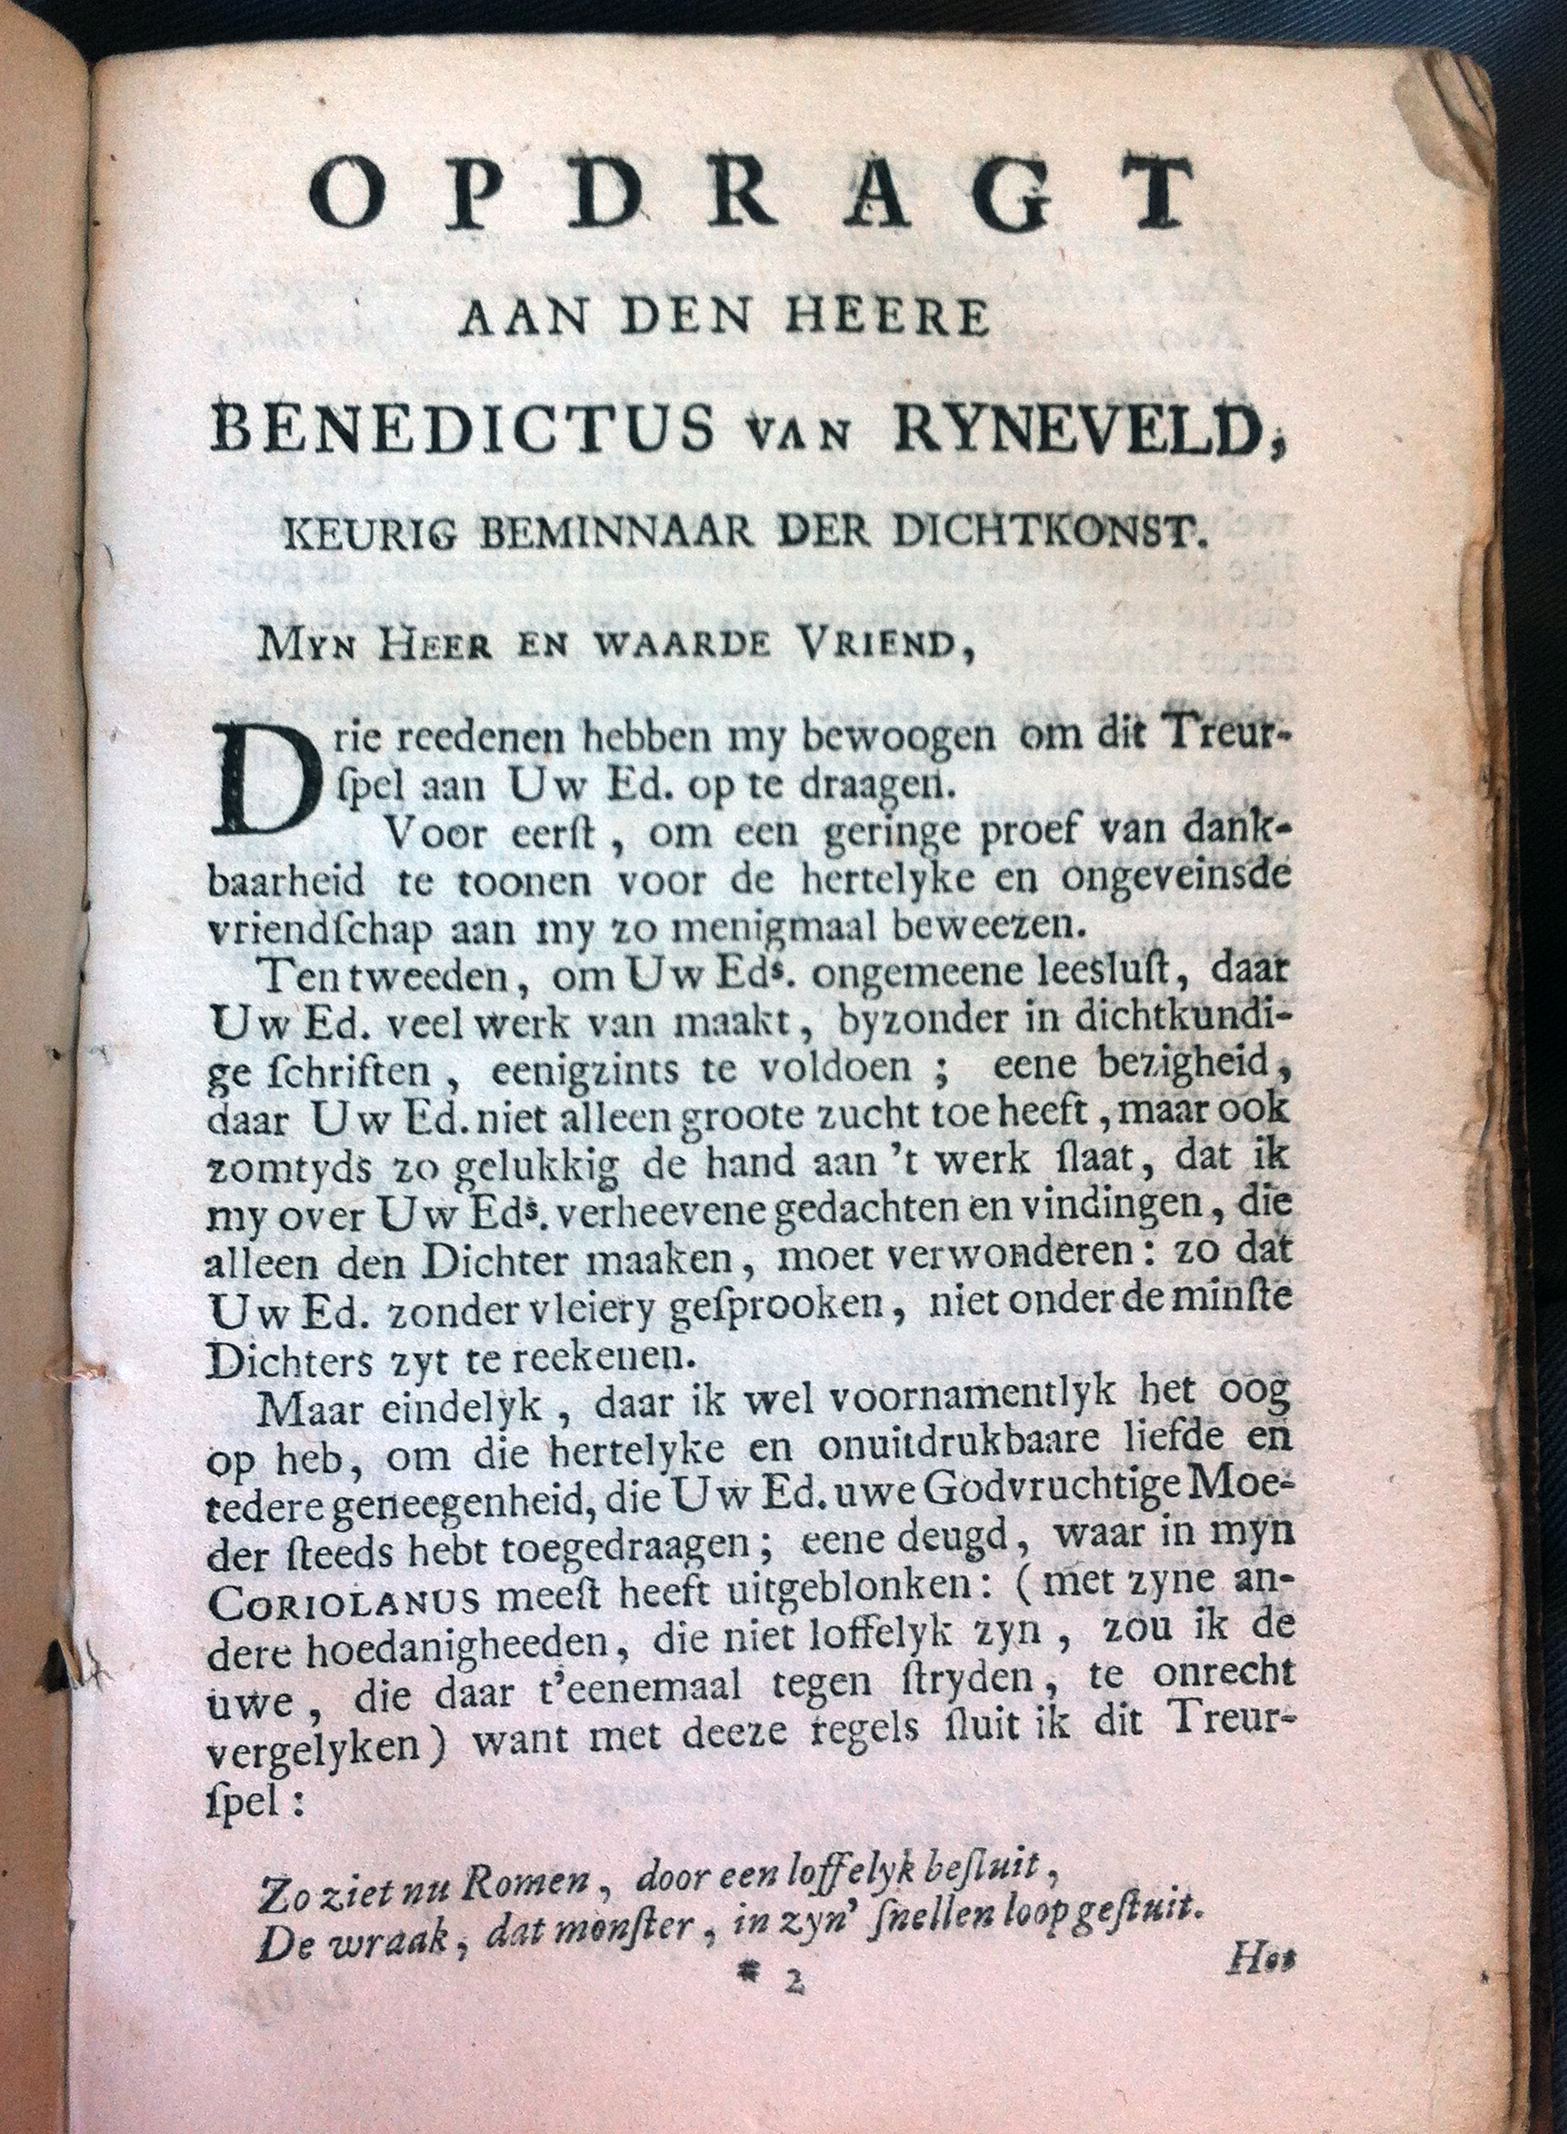 OPDRAGT
AAN DEN HEERE
BENEDICTUS VAN RYNEVELD,
KEURIG BEMINNAAR DER DICHTKONST.
MYN HEER EN WAARDE VRIEND,
Drie reedenen hebben my bewoogen om dit Treur-
ſpel aan Uw Ed. op te draagen.
Voor eerſt, om een geringe proef van dank-
baarheid te toonen voor de hertelyke en ongeveinsde
vriendſchap aan my zo menigmaal beweezen.
Ten tweeden, om Uw Eds. ongemeene leesluſt, daar
Uw Ed. veel werk van maakt, byzonder in dichtkundi-
ge ſchriften, eenigzints te voldoen; eene bezigheid,
daar Uw Ed. niet alleen groote zucht toe heeft, maar ook
zomtyds zo gelukkig de hand aan 't werk ſlaat, dat ik
my over Uw Eds. verheevene gedachten en vindingen, die
alleen den Dichter maaken, moet verwonderen: zo dat
Uw Ed. zonder vleiery geſprooken, niet onder de minſte
Dichters zyt te reekenen.
Maar eindelyk, daar ik wel voornamentlyk het oog
op heb, om die hertelyke en onuitdrukbaare liefde en
tedere geneegenheid, die Uw Ed. uwe Godvruchtige Moe-
der ſteeds hebt toegedraagen; eene deugd, waar in myn
CORIOLANUS meeſt heeft uitgeblonken: (met zyne an-
dere hoedanigheeden, die niet loffelyk zyn, zou ik de
uwe, die daar t'eenemaal tegen ſtryden, te onrecht
vergelyken) want met deeze regels ſluit ik dit Treur-
ſpel:
Zo ziet nu Romen, door een loffelyk beſluit,
De wraak, dat monſter, in zyn' ſnellen loop geſtuit.
* 2
Het